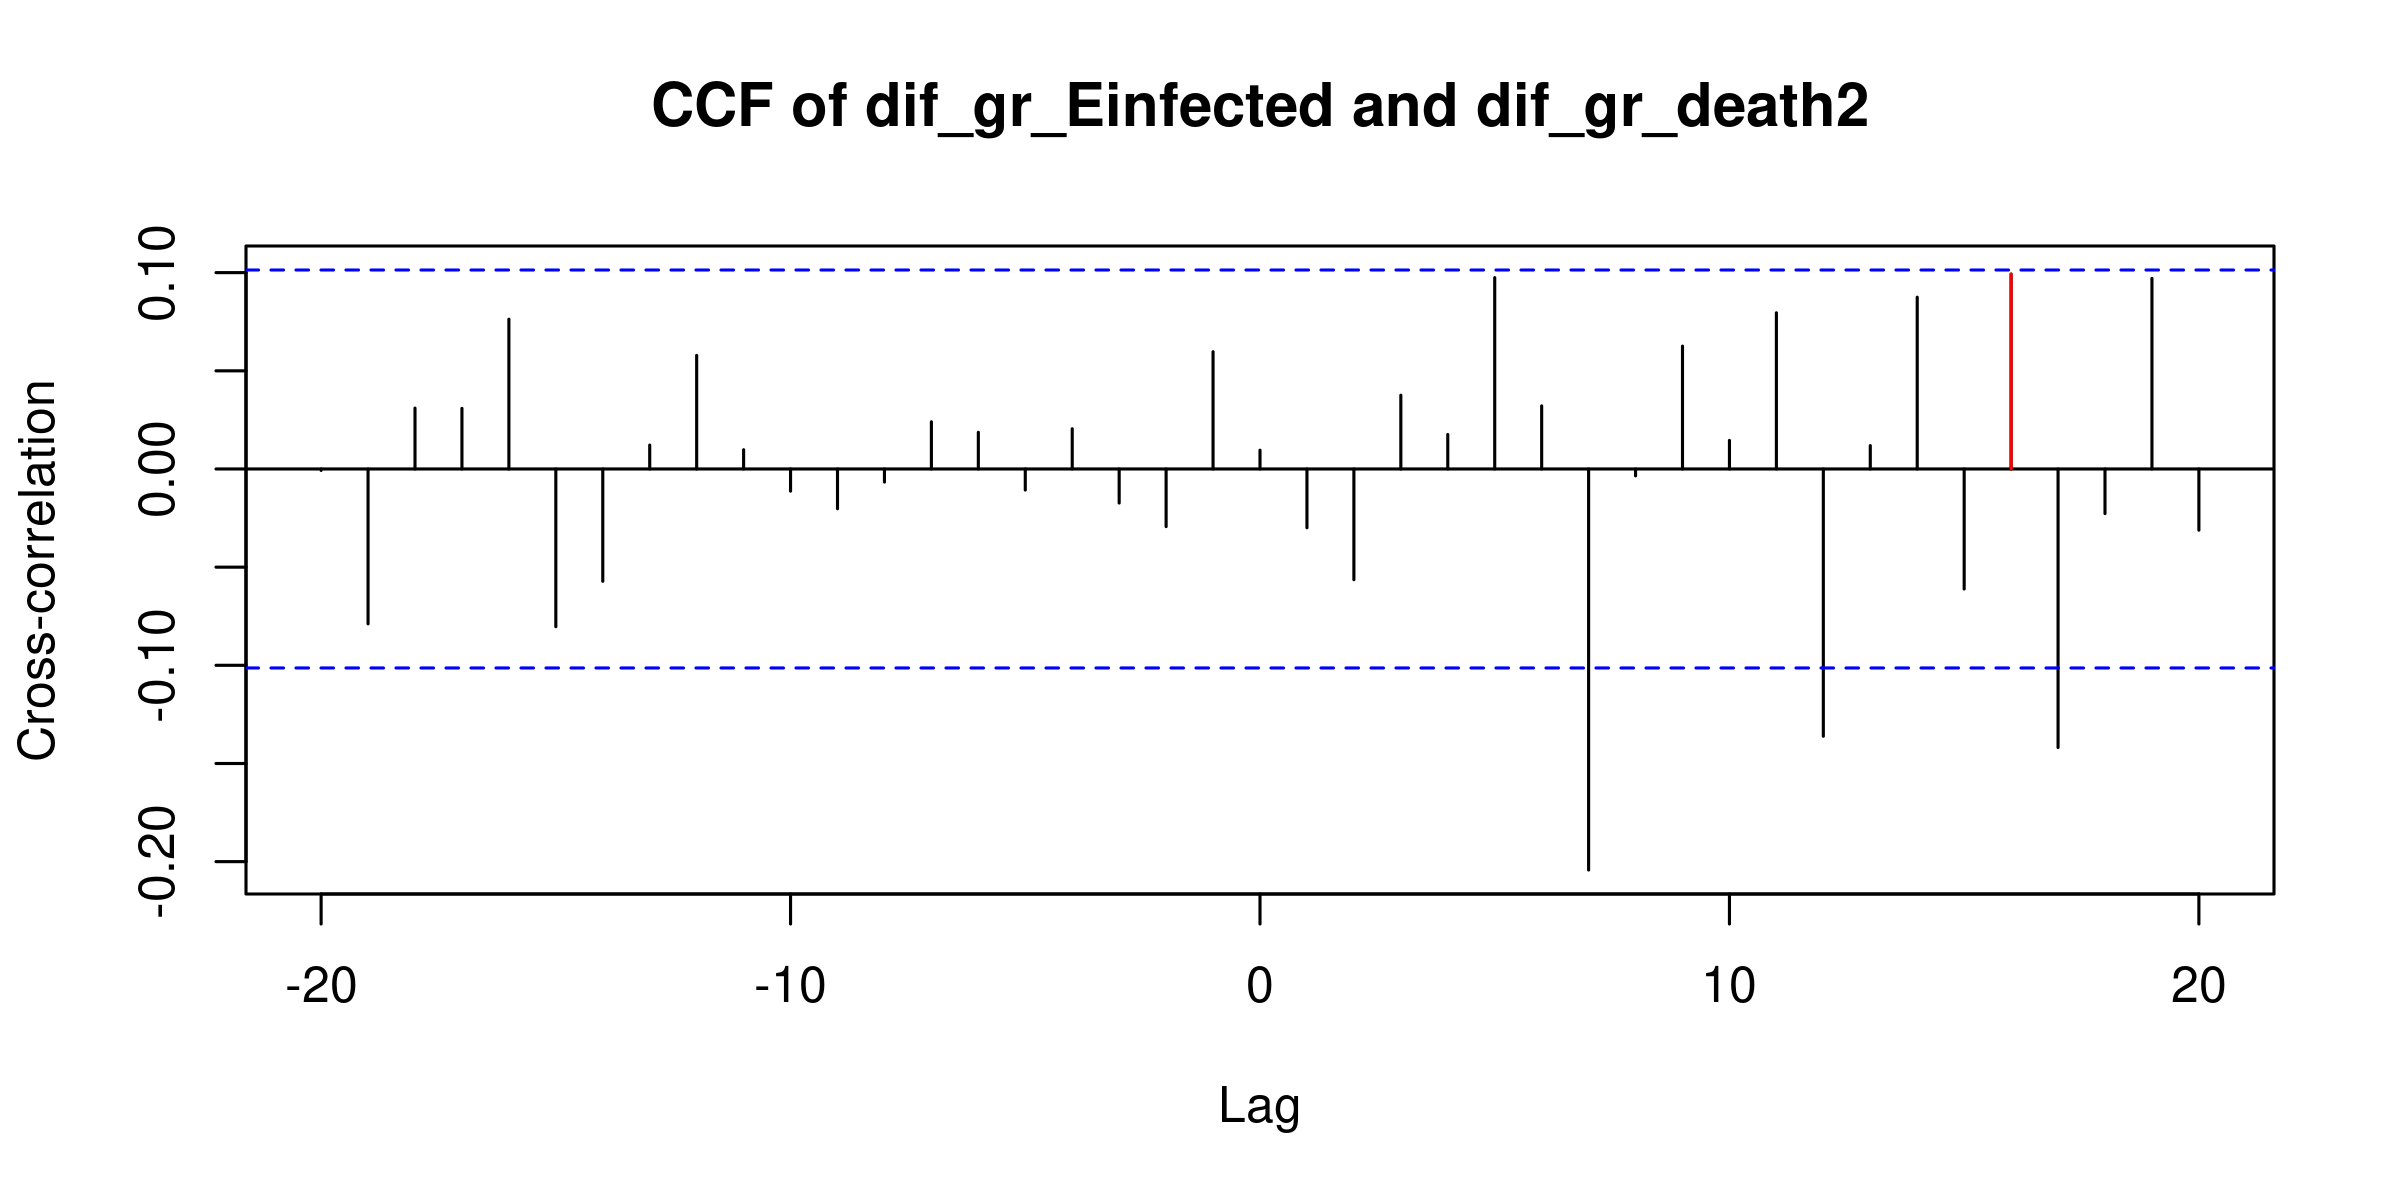 CCF of dif_gr_Einfected and dif_gr_death2
Cross-correlation
0.10
0.00
-0.10
-0.20
-20 -10 0 10 20
Lag